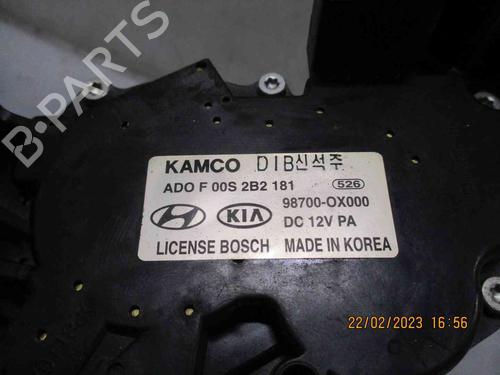 B-PARTS
KAMCO DIB신석주
ADO F 00S 2B2 181 526
98700-OX000
KIA DC 12V PA
LICENSE BOSCH MADE IN KOREA
22/02/2023 16:56